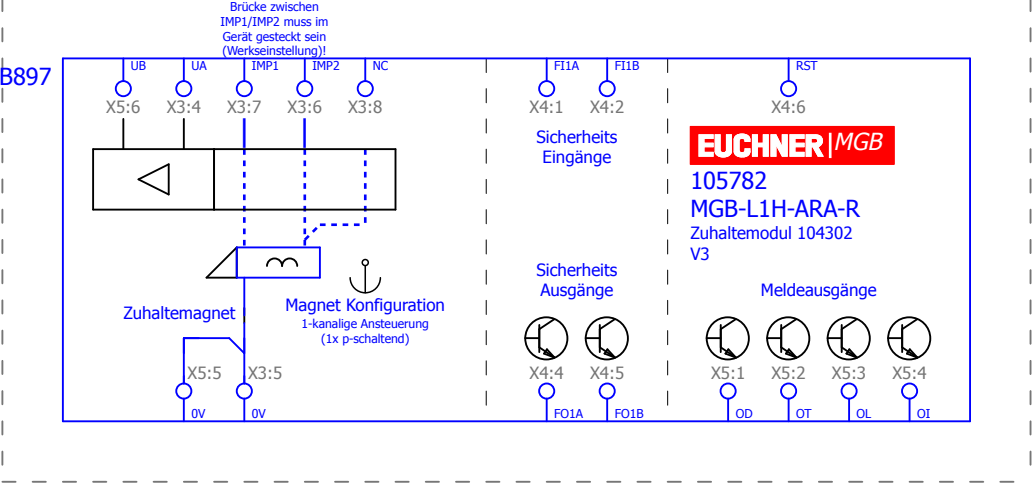 Brücke zwischen
IMP1/IMP2 muss im
Gerät gesteckt sein
(Werkseinstellung)!
B897
UB UA IMP1 IMP2 NC FI1A FI1B RST
X5:6 X3:4 X3:7 X3:6 X3:8 X4:1 X4:2 X4:6
Sicherheits
Eingänge
EUCHNER MGB
105782
MGB-L1H-ARA-R
Zuhaltemodul 104302
V3
Zuhaltemagnet
Magnet Konfiguration
1-kanalige Ansteuerung
(1x p-schaltend)
Sicherheits
Ausgänge
Meldeausgänge
X5:5 X3:5 X4:4 X4:5 X5:1 X5:2 X5:3 X5:4
0V 0V FO1A FO1B OD OT OL OI